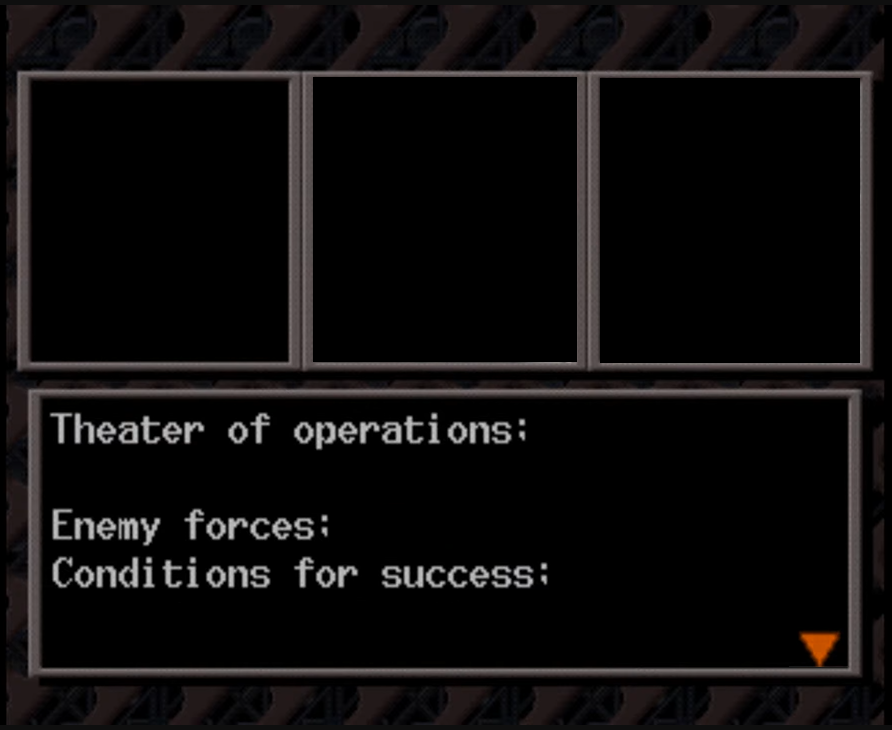 Theater of operations;
Enemy forces;
Conditions for success;